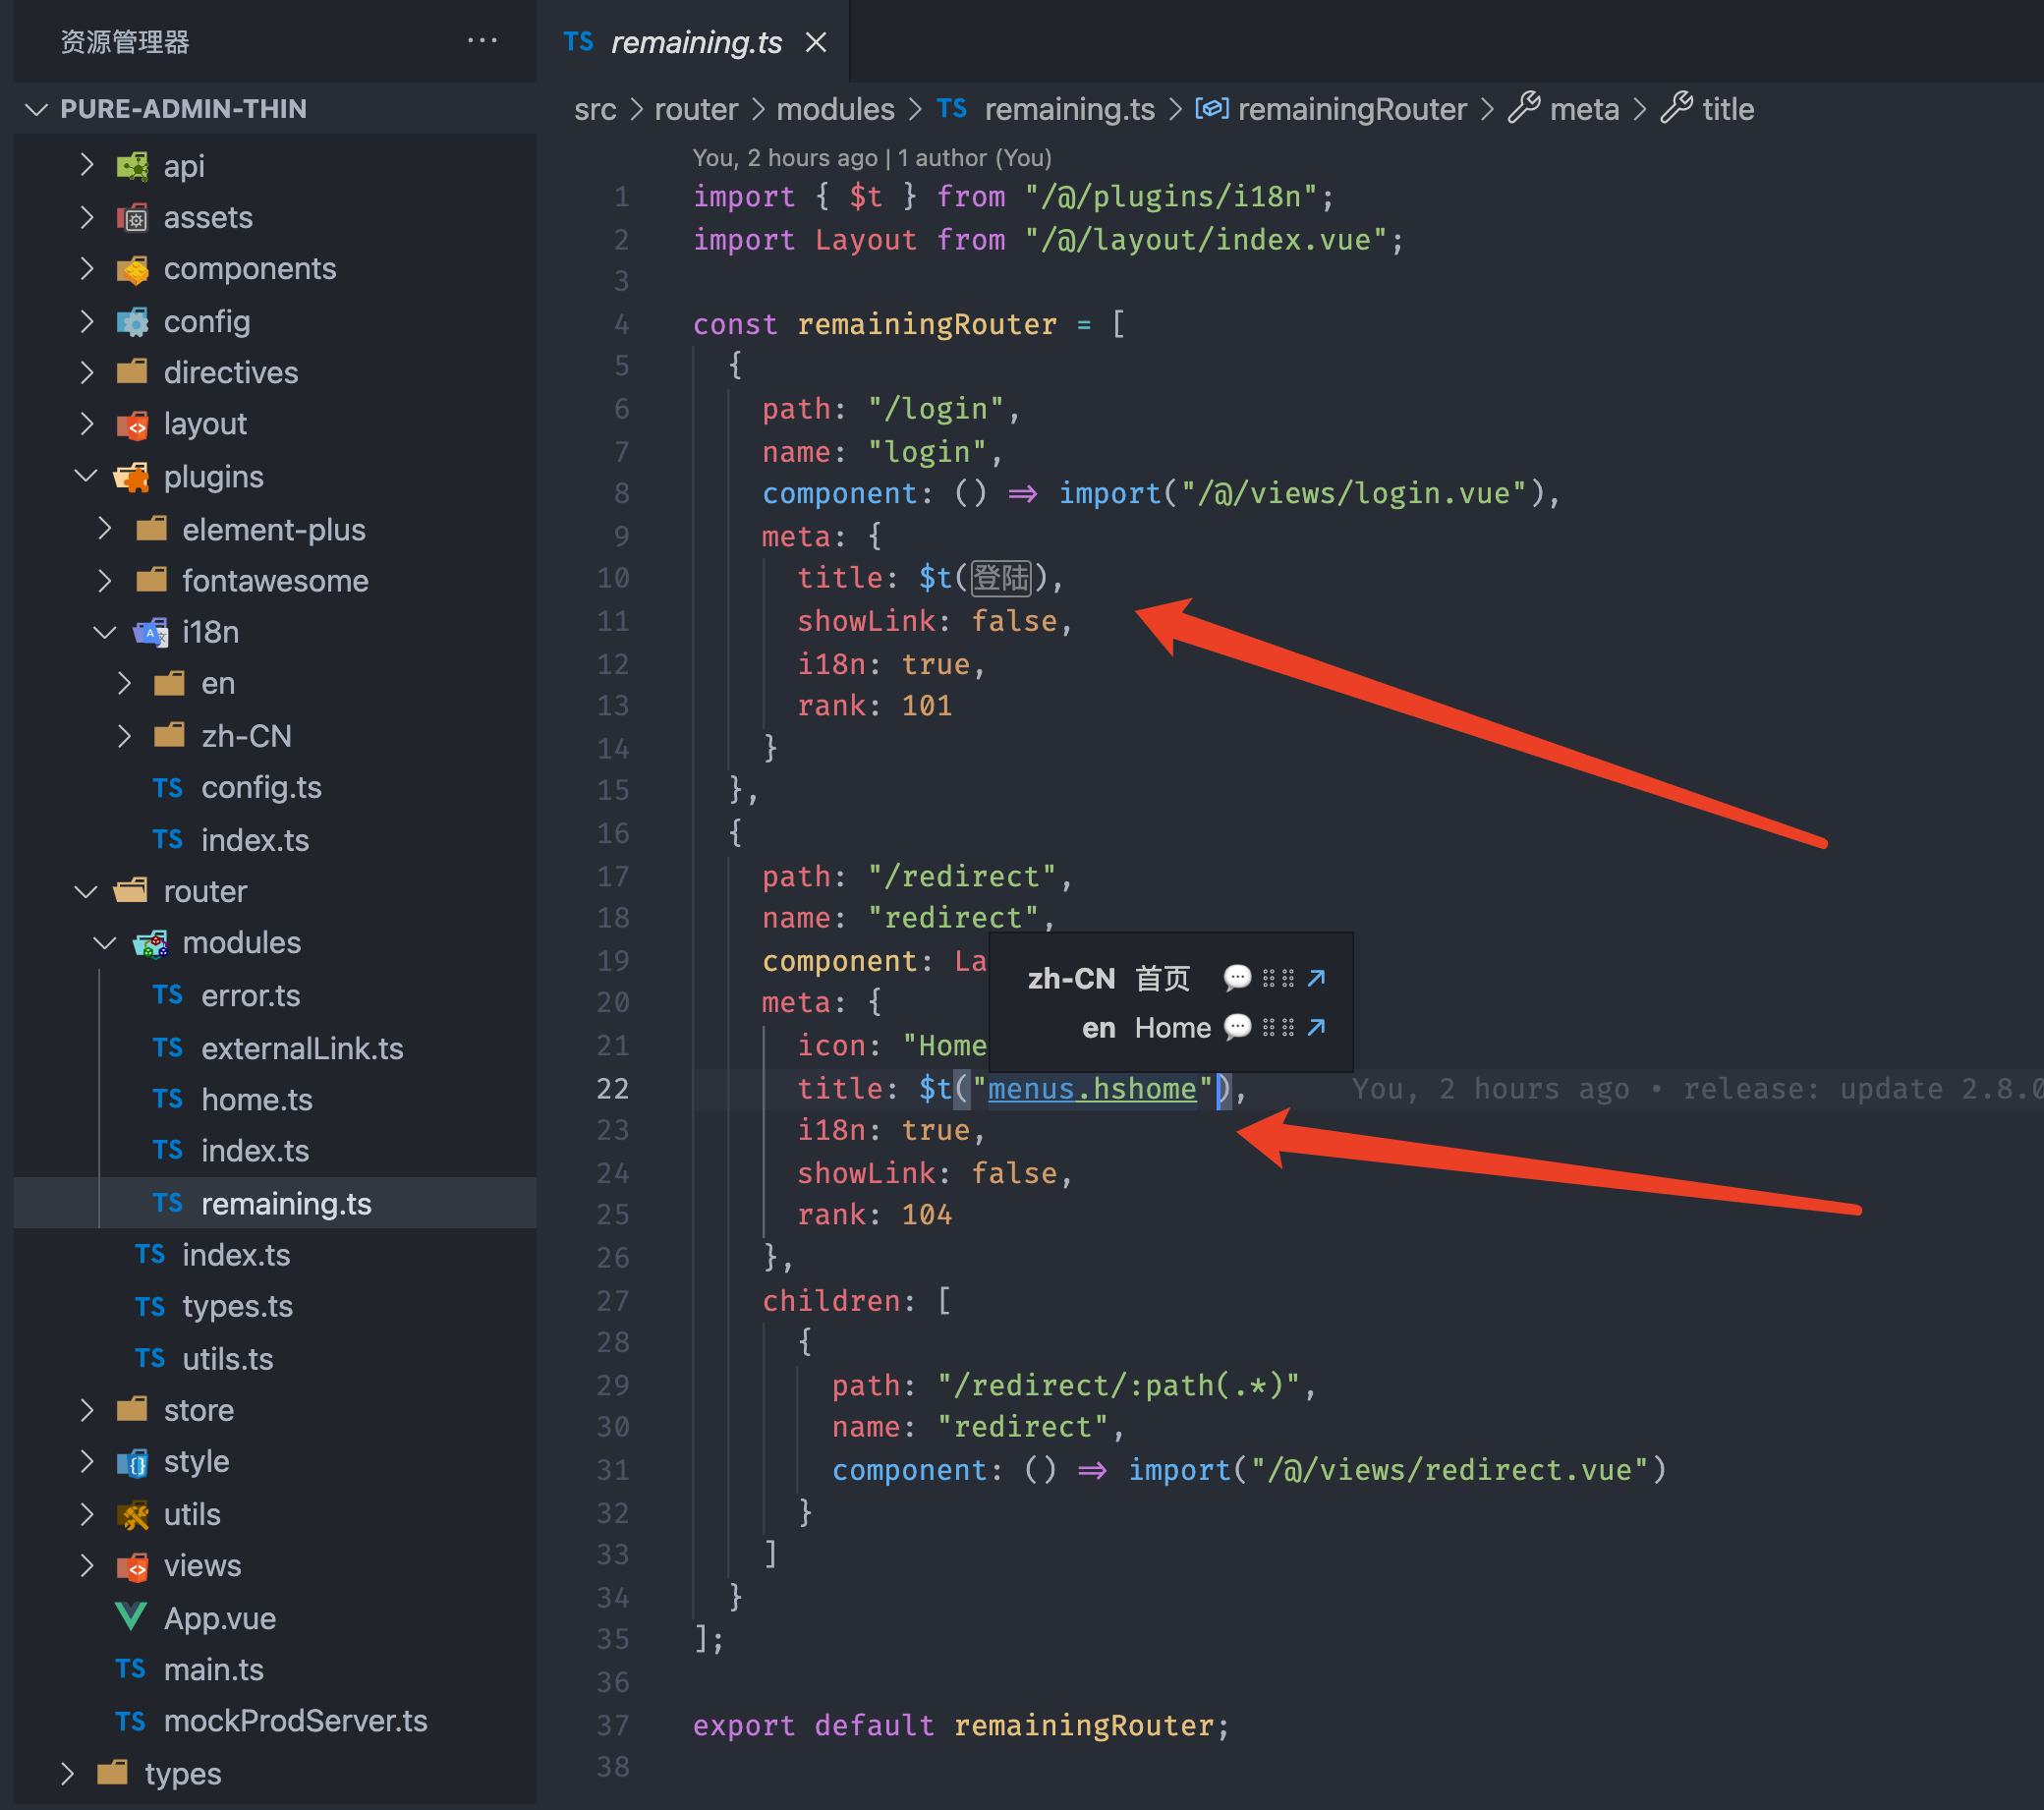 资源管理器 ···
PURE-ADMIN-THIN
api
assets
components
config
directives
layout
plugins
element-plus
fontawesome
i18n
en
zh-CN
TS config.ts
TS index.ts
router
modules
TS error.ts
TS externalLink.ts
TS home.ts
TS index.ts
TS remaining.ts
TS index.ts
TS types.ts
TS utils.ts
store
style
utils
views
App.vue
TS main.ts
TS mockProdServer.ts
types
TS remaining.ts
src > router > modules > TS remaining.ts > remainingRouter > meta > title
You, 2 hours ago | 1 author (You)
1 import { $t } from "/@/plugins/i18n";
2 import Layout from "/@/layout/index.vue";
3
4 const remainingRouter = [
5 {
6 path: "/login",
7 name: "login",
8 component: () => import("/@/views/login.vue"),
9 meta: {
10 title: $t(登陆),
11 showLink: false,
12 i18n: true,
13 rank: 101
14 }
15 },
16 {
17 path: "/redirect",
18 name: "redirect",
19 component: La
zh-CN 首页
en Home
20 meta: {
21 icon: "Home
22 title: $t("menus.hshome"), You, 2 hours ago • release: update 2.8.0
23 i18n: true,
24 showLink: false,
25 rank: 104
26 },
27 children: [
28 {
29 path: "/redirect/:path(.*)",
30 name: "redirect",
31 component: () => import("/@/views/redirect.vue")
32 }
33 ]
34 }
35 ];
36
37 export default remainingRouter;
38